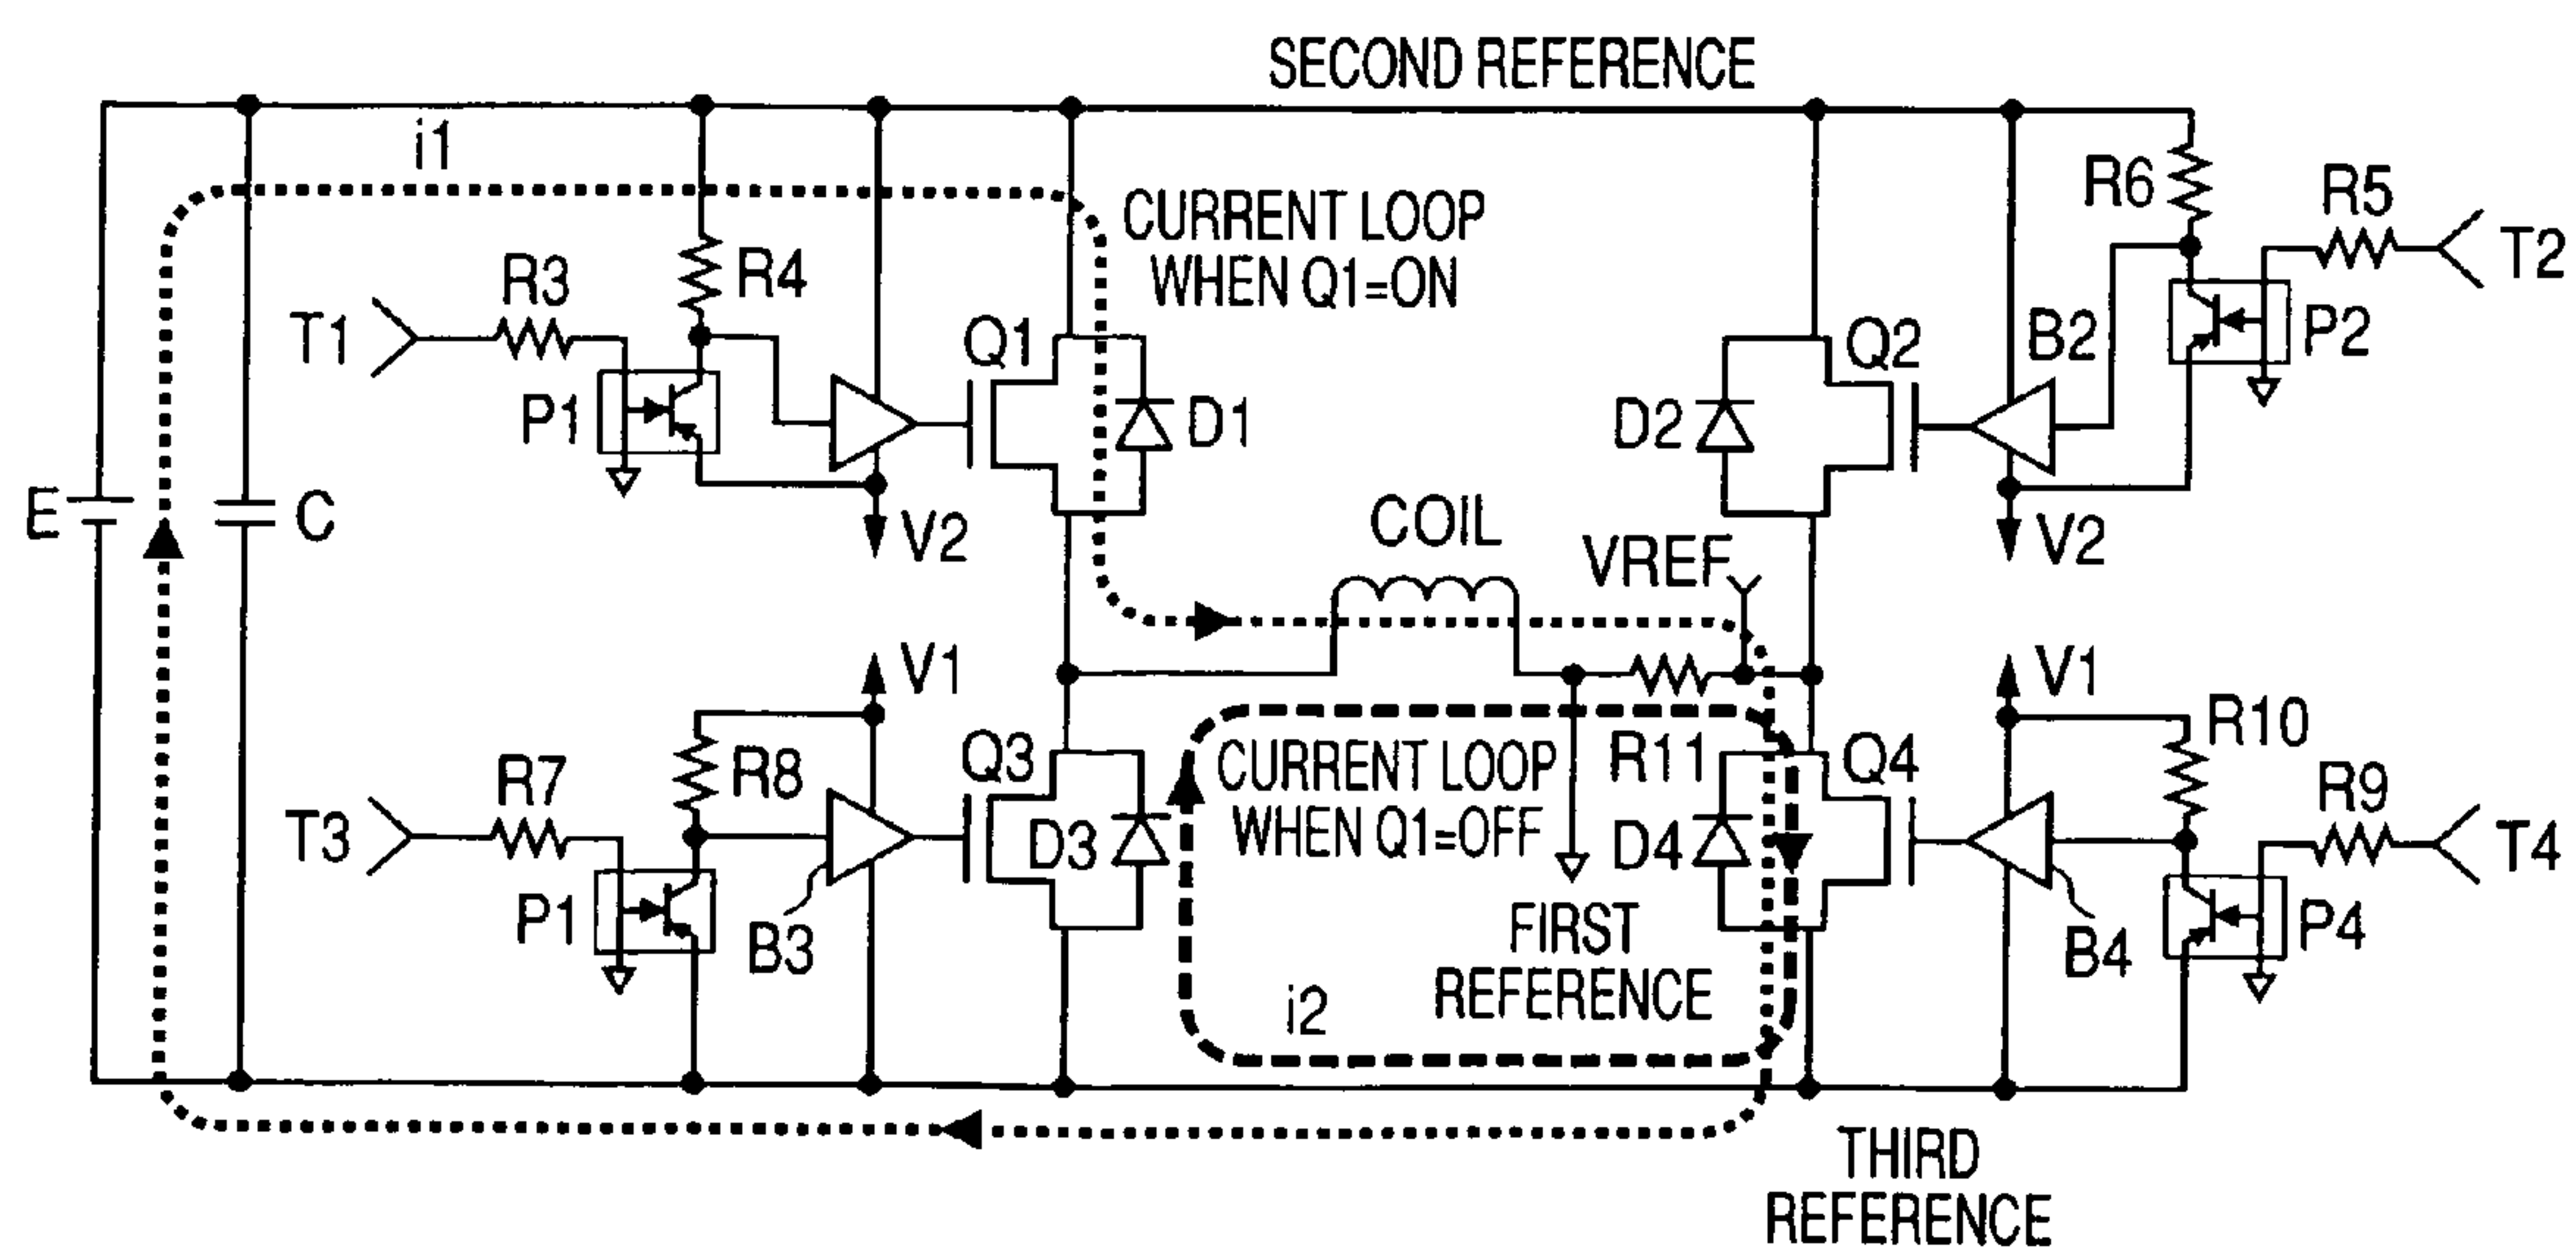 SECOND REFERENCE
i1
CURRENT LOOP
WHEN Q1=ON
R6
R5
T2
R3
R4
T1
Q1
Q2
B2
P2
P1
D1
D2
E
C
V2
COIL
VREF
V2
V1
V1
R10
R7
R8
Q3
CURRENT LOOP
WHEN Q1=OFF
R11
Q4
R9
T3
D3
D4
T4
P1
B3
FIRST
REFERENCE
B4
P4
i2
THIRD
REFERENCE